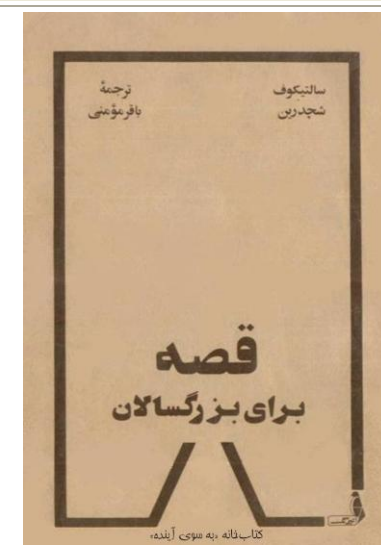 سالتیکوف
شچدرین
ترجمهٔ
باقر مؤمنی
قصه
برای بزرگسالان
کتاب‌خانه «به سوی آینده»